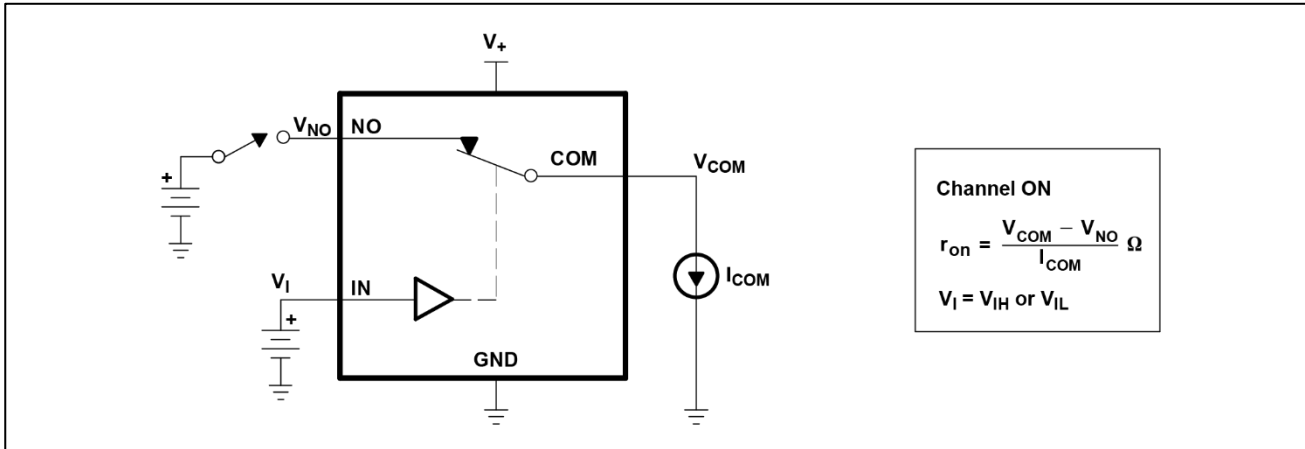 V+
VNO NO
COM
VCOM
+
Channel ON
ron = VCOM − VNO / ICOM Ω
VI = VIH or VIL
ICOM
VI
IN
+
GND